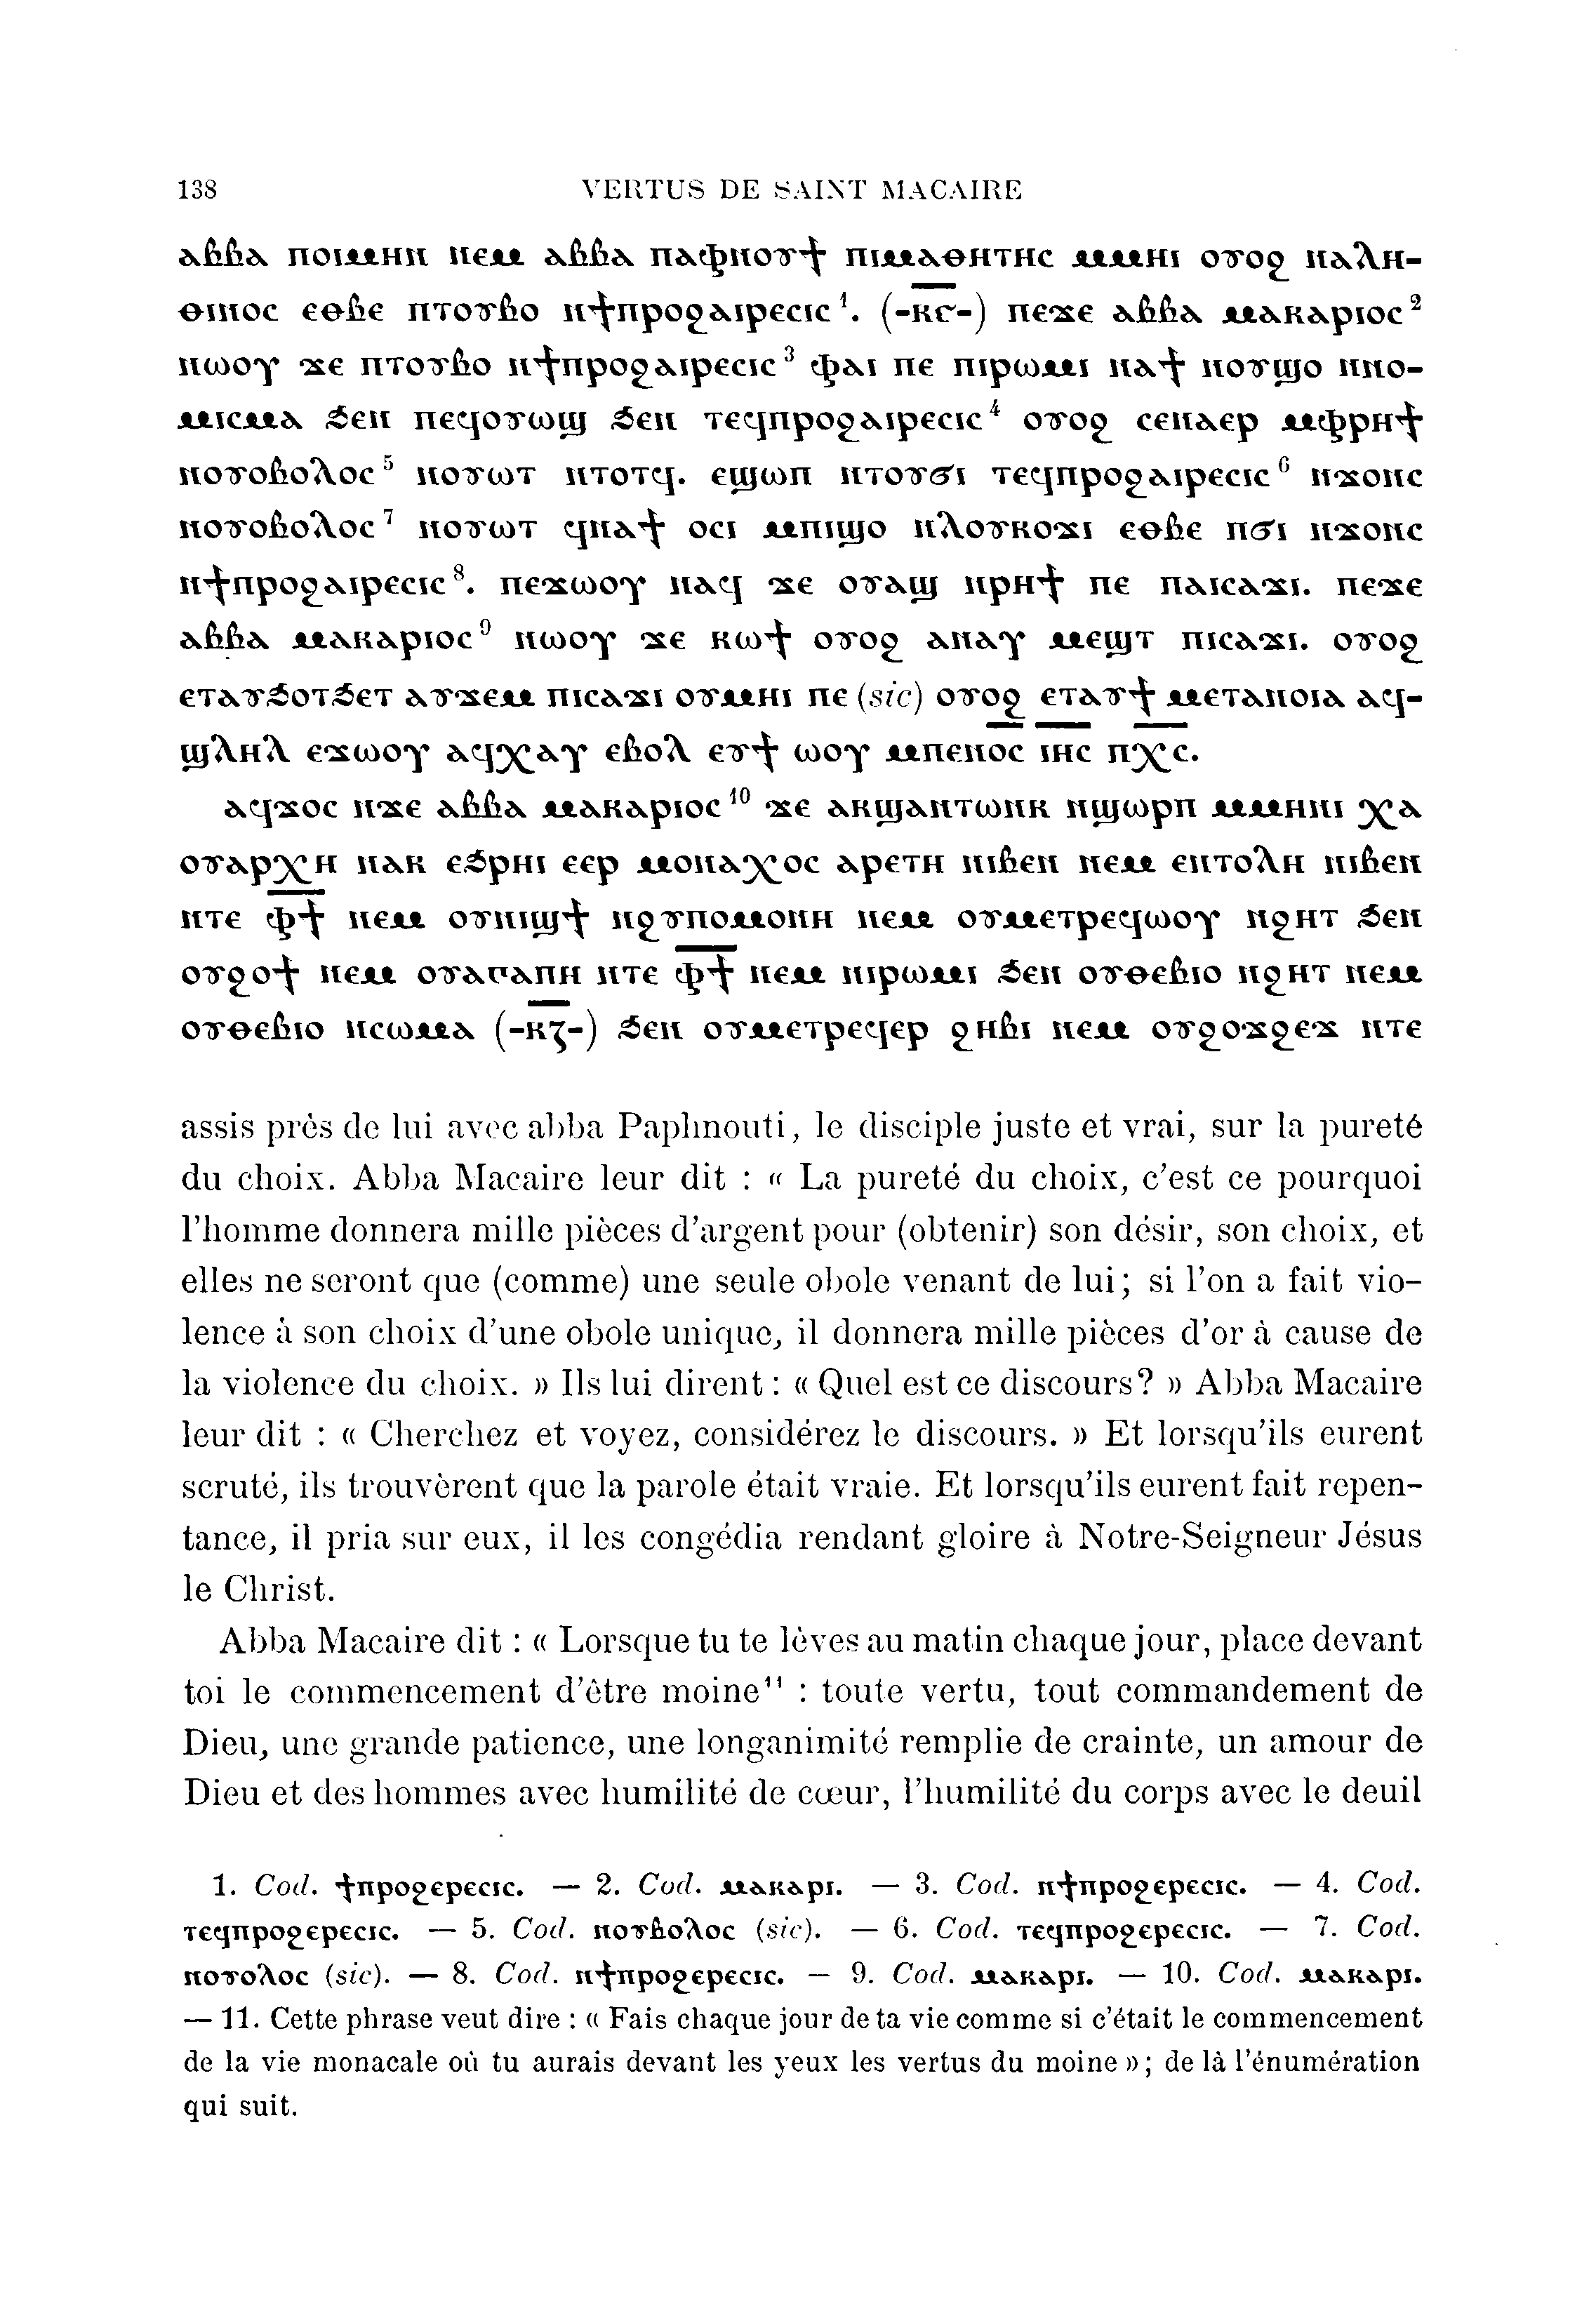 138 VERTUS DE SAINT MACAIRE
ⲁⲃⲃⲁ ⲡⲟⲓⲙⲏⲛ ⲛⲉⲙ ⲁⲃⲃⲁ ⲡⲁⲫⲛⲟⲩϯ ⲡⲓⲙⲁⲑⲏⲧⲏⲥ ⲙⲙⲏⲓ ⲟⲩⲟϩ ⲛⲁⲗⲏ-
ⲑⲓⲛⲟⲥ ⲉⲑⲃⲉ ⲡⲧⲟⲩⲃⲟ ⲛϯⲡⲣⲟϩⲁⲓⲣⲉⲥⲓⲥ ¹. (-ⲕ̅ⲋ̅-) ⲡⲉϫⲉ ⲁⲃⲃⲁ ⲙⲁⲕⲁⲣⲓⲟⲥ ²
ⲛⲱⲟⲩ ϫⲉ ⲡⲧⲟⲩⲃⲟ ⲛϯⲡⲣⲟϩⲁⲓⲣⲉⲥⲓⲥ ³ ⲫⲁⲓ ⲡⲉ ⲡⲓⲣⲱⲙⲓ ⲛⲁϯ ⲛⲟⲩϣⲟ ⲛⲛⲟ-
ⲙⲓⲥⲙⲁ ϧⲉⲛ ⲡⲉϥⲟⲩⲱϣ ϧⲉⲛ ⲧⲉϥⲡⲣⲟϩⲁⲓⲣⲉⲥⲓⲥ ⁴ ⲟⲩⲟϩ ⲥⲉⲛⲁⲉⲣ ⲙⲫⲣⲏϯ
ⲛⲟⲩⲟⲃⲟⲗⲟⲥ ⁵ ⲛⲟⲩⲱⲧ ⲛⲧⲟⲧϥ. ⲉϣⲱⲡ ⲛⲧⲟⲩϭⲓ ⲧⲉϥⲡⲣⲟϩⲁⲓⲣⲉⲥⲓⲥ ⁶ ⲛϫⲟⲛⲥ
ⲛⲟⲩⲟⲃⲟⲗⲟⲥ ⁷ ⲛⲟⲩⲱⲧ ϥⲛⲁϯ ⲟⲥⲓ ⲙⲡⲓϣⲟ ⲛⲗⲟⲩⲕⲟϫⲓ ⲉⲑⲃⲉ ⲡϭⲓ ⲛϫⲟⲛⲥ
ⲛϯⲡⲣⲟϩⲁⲓⲣⲉⲥⲓⲥ ⁸. ⲡⲉϫⲱⲟⲩ ⲛⲁϥ ϫⲉ ⲟⲩⲁϣ ⲛⲣⲏϯ ⲡⲉ ⲡⲁⲓⲥⲁϫⲓ. ⲡⲉϫⲉ
ⲁⲃⲃⲁ ⲙⲁⲕⲁⲣⲓⲟⲥ ⁹ ⲛⲱⲟⲩ ϫⲉ ⲕⲱϯ ⲟⲩⲟϩ ⲁⲛⲁⲩ ⲙⲉϣⲧ ⲡⲓⲥⲁϫⲓ. ⲟⲩⲟϩ
ⲉⲧⲁⲩϧⲟⲧϧⲉⲧ ⲁⲩϫⲉⲙ ⲡⲓⲥⲁϫⲓ ⲟⲩⲙⲏⲓ ⲡⲉ (sic) ⲟⲩⲟϩ ⲉⲧⲁⲩϯ ⲙⲉⲧⲁⲛⲟⲓⲁ ⲁϥ-
ϣⲗⲏⲗ ⲉϫⲱⲟⲩ ⲁϥⲭⲁⲩ ⲉⲃⲟⲗ ⲉⲩϯ ⲱⲟⲩ ⲙⲡⲉⲛⲟ̅ⲥ̅ ⲓ̅ⲏ̅ⲥ̅ ⲡ̅ⲭ̅ⲥ̅.
ⲁϥϫⲟⲥ ⲛϫⲉ ⲁⲃⲃⲁ ⲙⲁⲕⲁⲣⲓⲟⲥ ¹⁰ ϫⲉ ⲁⲕϣⲁⲛⲧⲱⲛⲕ ⲛϣⲱⲣⲡ ⲙⲙⲏⲛⲓ ⲭⲁ
ⲟⲩⲁⲣⲭⲏ ⲛⲁⲕ ⲉϧⲣⲏⲓ ⲉⲉⲣ ⲙⲟⲛⲁⲭⲟⲥ ⲁⲣⲉⲧⲏ ⲛⲓⲃⲉⲛ ⲛⲉⲙ ⲉⲛⲧⲟⲗⲏ ⲛⲓⲃⲉⲛ
ⲛⲧⲉ ⲫ̅ϯ̅ ⲛⲉⲙ ⲟⲩⲛⲓϣϯ ⲛϩⲩⲡⲟⲙⲟⲛⲏ ⲛⲉⲙ ⲟⲩⲙⲉⲧⲣⲉϥⲱⲟⲩ ⲛϩⲏⲧ ϧⲉⲛ
ⲟⲩϩⲟϯ ⲛⲉⲙ ⲟⲩⲁⲅⲁⲡⲏ ⲛⲧⲉ ⲫ̅ϯ̅ ⲛⲉⲙ ⲛⲓⲣⲱⲙⲓ ϧⲉⲛ ⲟⲩⲑⲉⲃⲓⲟ ⲛϩⲏⲧ ⲛⲉⲙ
ⲟⲩⲑⲉⲃⲓⲟ ⲛⲥⲱⲙⲁ (-ⲕ̅ⲍ̅-) ϧⲉⲛ ⲟⲩⲙⲉⲧⲣⲉϥⲉⲣ ϩⲏⲃⲓ ⲛⲉⲙ ⲟⲩϩⲟϫϩⲉϫ ⲛⲧⲉ
assis près de lui avec abba Paphnouti, le disciple juste et vrai, sur la pureté
du choix. Abba Macaire leur dit : « La pureté du choix, c'est ce pourquoi
l'homme donnera mille pièces d'argent pour (obtenir) son désir, son choix, et
elles ne seront que (comme) une seule obole venant de lui; si l'on a fait vio-
lence à son choix d'une obole unique, il donnera mille pièces d'or à cause de
la violence du choix. » Ils lui dirent : « Quel est ce discours? » Abba Macaire
leur dit : « Cherchez et voyez, considérez le discours. » Et lorsqu'ils eurent
scruté, ils trouvèrent que la parole était vraie. Et lorsqu'ils eurent fait repen-
tance, il pria sur eux, il les congédia rendant gloire à Notre-Seigneur Jésus
le Christ.
Abba Macaire dit : « Lorsque tu te lèves au matin chaque jour, place devant
toi le commencement d'être moine¹¹ : toute vertu, tout commandement de
Dieu, une grande patience, une longanimité remplie de crainte, un amour de
Dieu et des hommes avec humilité de cœur, l'humilité du corps avec le deuil
1. Cod. ϯⲡⲣⲟϩⲉⲣⲉⲥⲓⲥ. — 2. Cod. ⲙⲁⲕⲁⲣⲓ. — 3. Cod. ⲛϯⲡⲣⲟϩⲉⲣⲉⲥⲓⲥ. — 4. Cod.
ⲧⲉϥⲡⲣⲟϩⲉⲣⲉⲥⲓⲥ. — 5. Cod. ⲛⲟⲩⲃⲟⲗⲟⲥ (sic). — 6. Cod. ⲧⲉϥⲡⲣⲟϩⲉⲣⲉⲥⲓⲥ. — 7. Cod.
ⲛⲟⲩⲟⲗⲟⲥ (sic). — 8. Cod. ⲛϯⲡⲣⲟϩⲉⲣⲉⲥⲓⲥ. — 9. Cod. ⲙⲁⲕⲁⲣⲓ. — 10. Cod. ⲙⲁⲕⲁⲣⲓ.
— 11. Cette phrase veut dire : « Fais chaque jour de ta vie comme si c'était le commencement
de la vie monacale où tu aurais devant les yeux les vertus du moine »; de là l'énumération
qui suit.